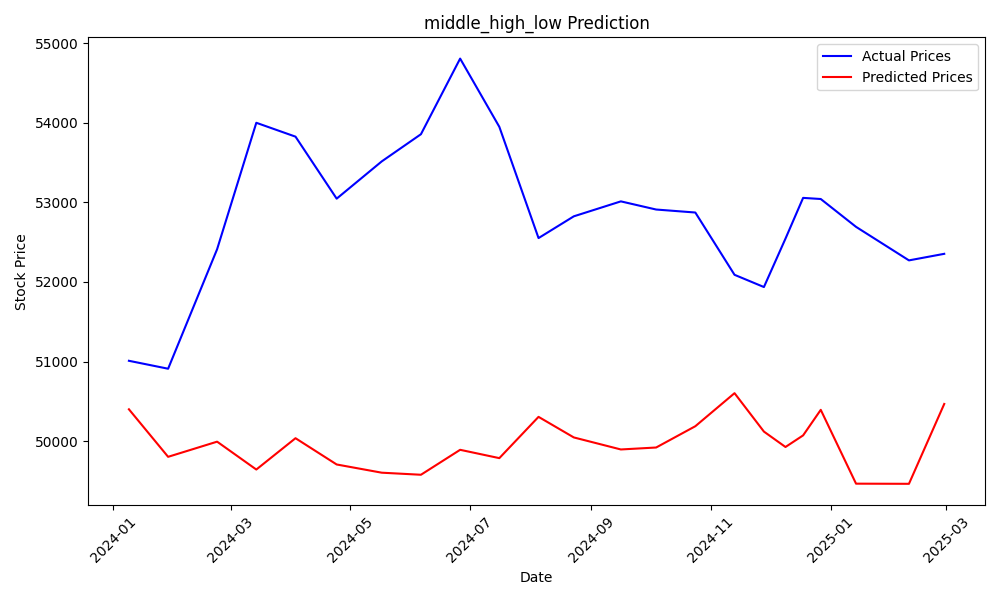 middle_high_low Prediction
Actual Prices
Predicted Prices
Stock Price
55000
54000
53000
52000
51000
50000
2024-01
2024-03
2024-05
2024-07
2024-09
2024-11
2025-01
2025-03
Date